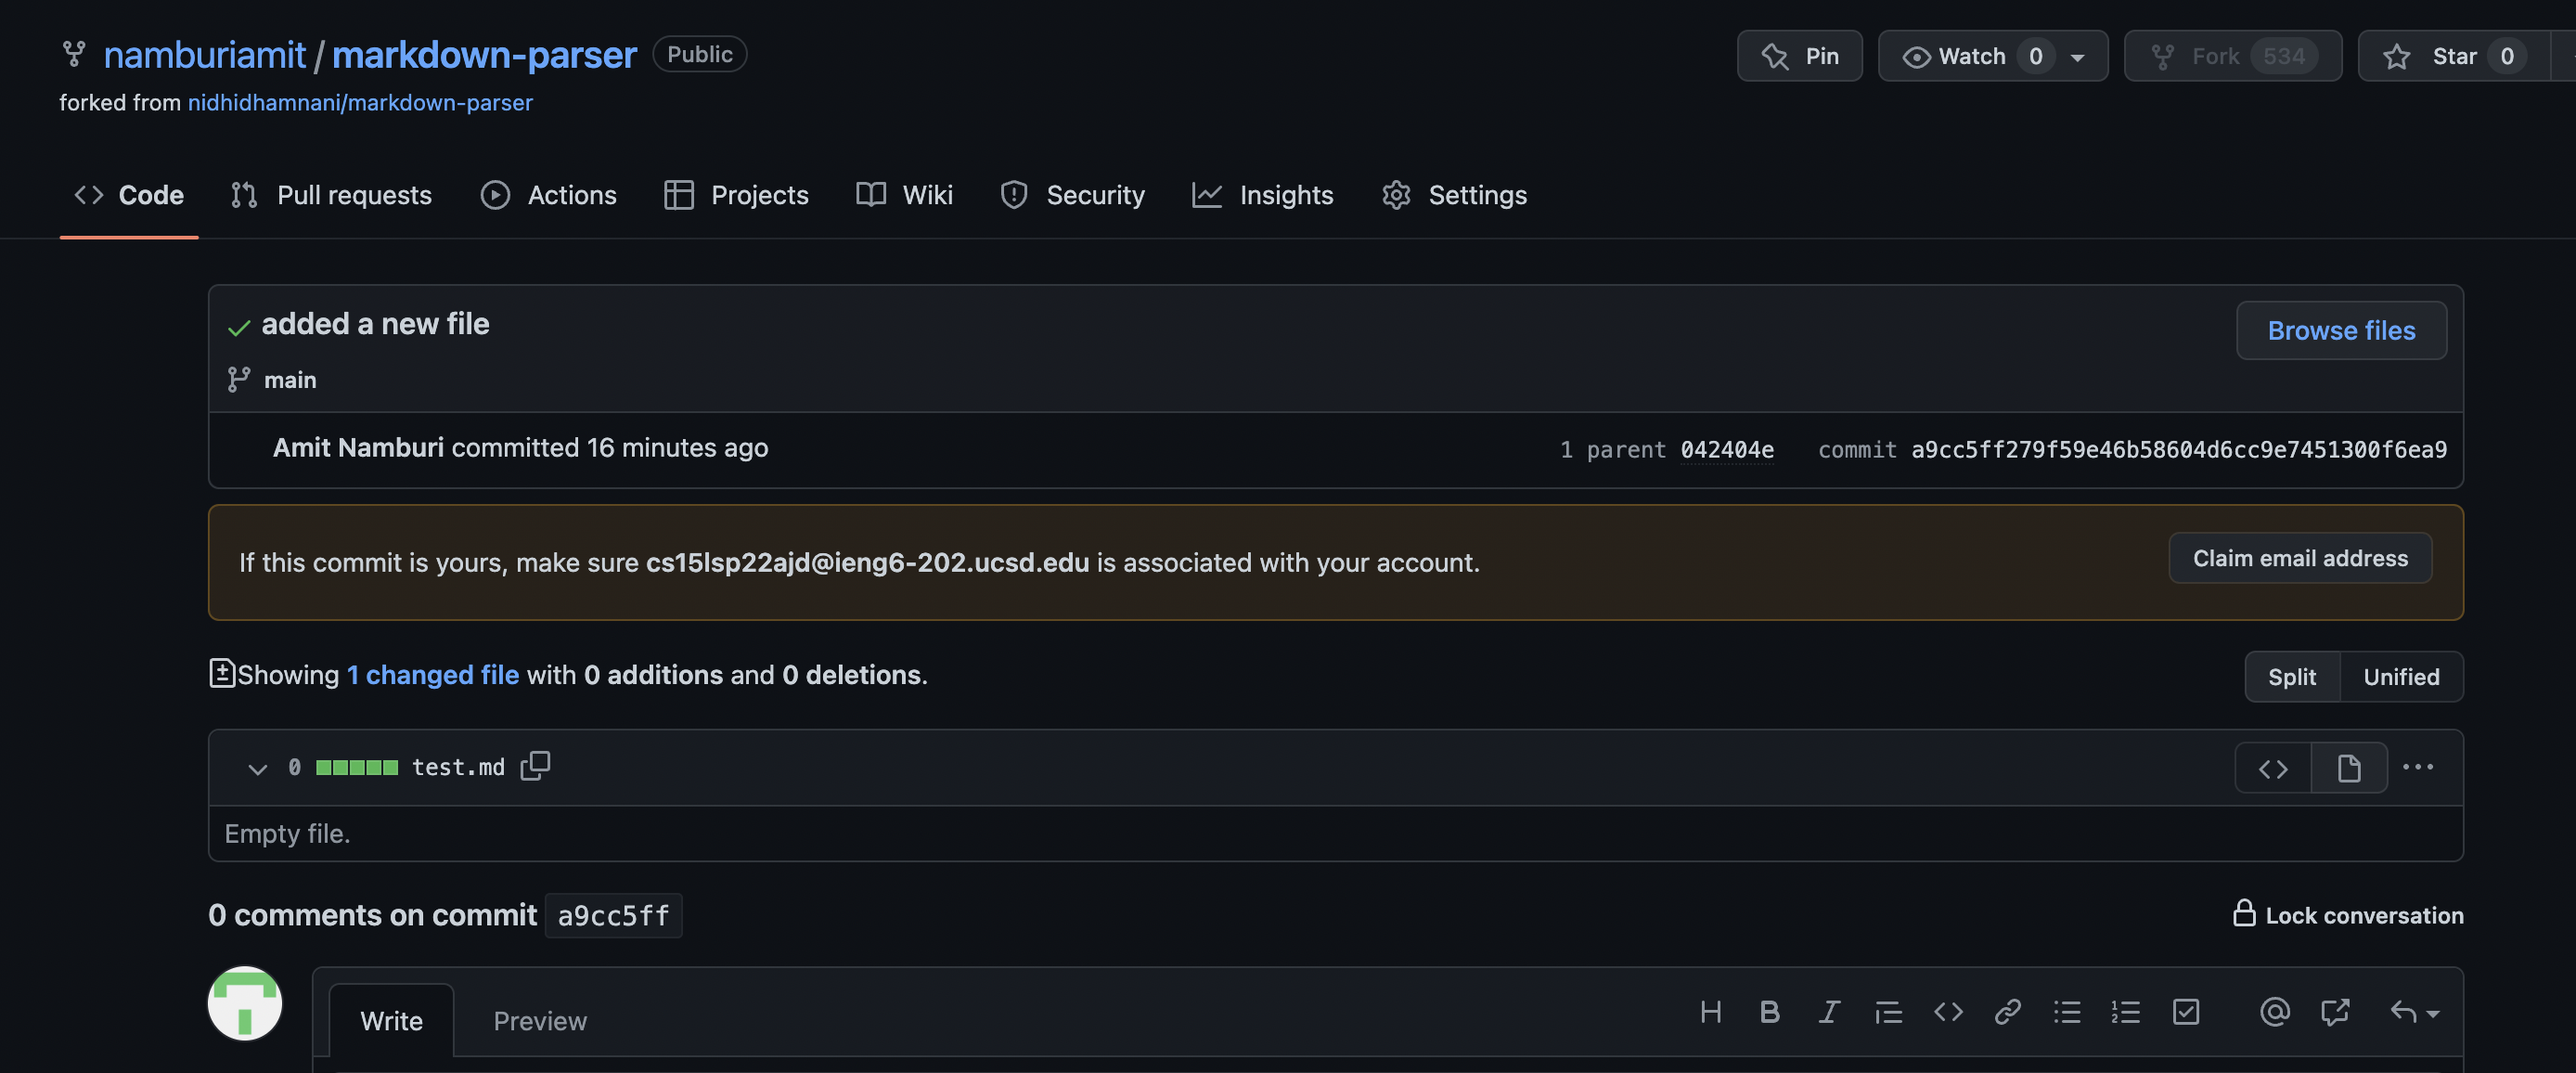 namburiamit / markdown-parser Public Pin Watch 0 Fork 534 Star 0
forked from nidhidhamnani/markdown-parser
Code Pull requests Actions Projects Wiki Security Insights Settings
added a new file
Browse files
main
Amit Namburi committed 16 minutes ago 1 parent 042404e commit a9cc5ff279f59e46b58604d6cc9e7451300f6ea9
If this commit is yours, make sure cs15lsp22ajd@ieng6-202.ucsd.edu is associated with your account. Claim email address
Showing 1 changed file with 0 additions and 0 deletions. Split Unified
0 test.md
Empty file.
0 comments on commit a9cc5ff Lock conversation
Write Preview